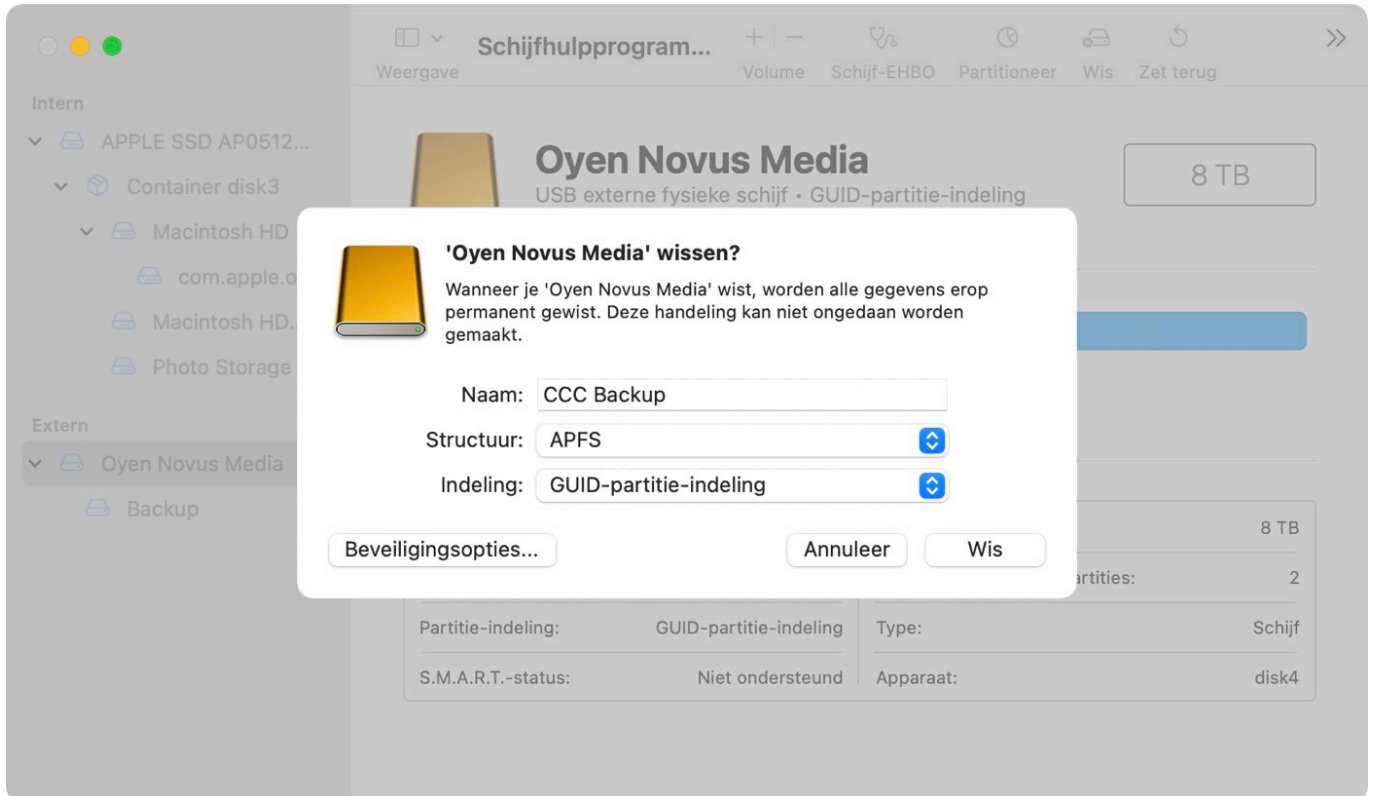 Schijfhulpprogram...
Weergave
Volume
Schijf-EHBO
Partitioneer
Wis
Zet terug
Intern
APPLE SSD AP0512...
Container disk3
Macintosh HD
com.apple.o
Macintosh HD.
Photo Storage
Extern
Oyen Novus Media
Backup
Oyen Novus Media
USB externe fysieke schijf • GUID-partitie-indeling
8 TB
'Oyen Novus Media' wissen?
Wanneer je 'Oyen Novus Media' wist, worden alle gegevens erop
permanent gewist. Deze handeling kan niet ongedaan worden
gemaakt.
Naam: CCC Backup
Structuur: APFS
Indeling: GUID-partitie-indeling
Beveiligingsopties...
Annuleer
Wis
8 TB
artities: 2
Partitie-indeling: GUID-partitie-indeling
Type: Schijf
S.M.A.R.T.-status: Niet ondersteund
Apparaat: disk4